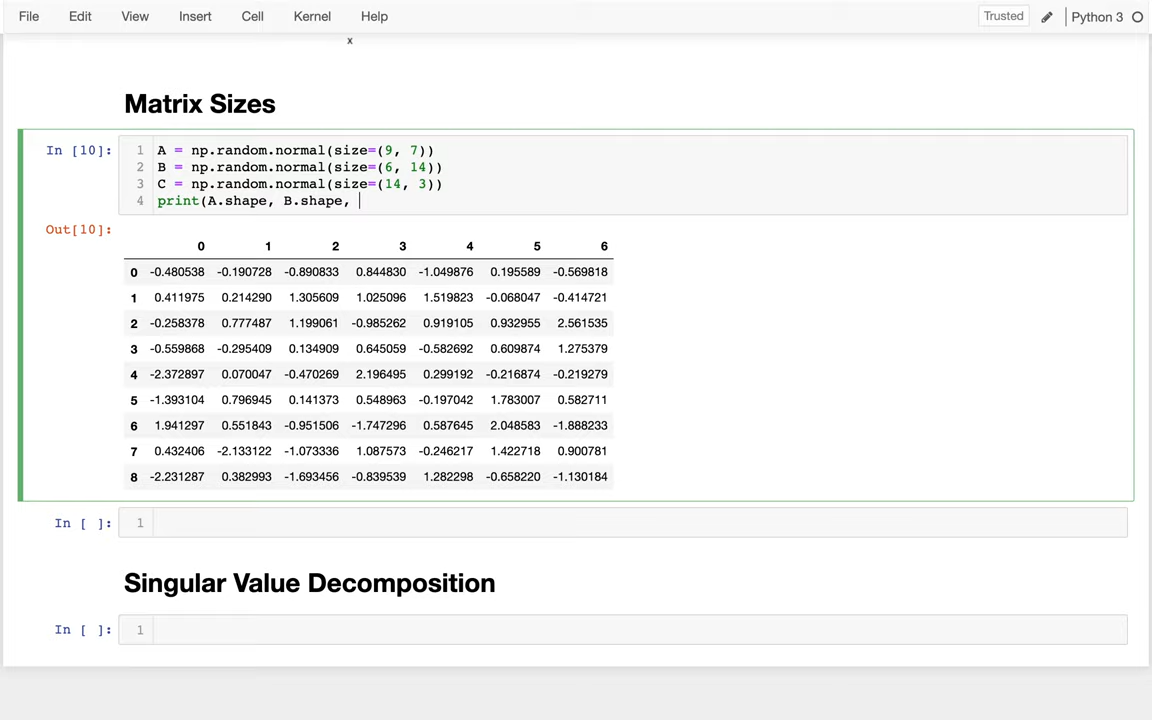 File Edit View Insert Cell Kernel Help Trusted Python 3
x
Matrix Sizes
In [10]: 1 A = np.random.normal(size=(9, 7))
2 B = np.random.normal(size=(6, 14))
3 C = np.random.normal(size=(14, 3))
4 print(A.shape, B.shape,
Out[10]:
0 1 2 3 4 5 6
0 -0.480538 -0.190728 -0.890833 0.844830 -1.049876 0.195589 -0.569818
1 0.411975 0.214290 1.305609 1.025096 1.519823 -0.068047 -0.414721
2 -0.258378 0.777487 1.199061 -0.985262 0.919105 0.932955 2.561535
3 -0.559868 -0.295409 0.134909 0.645059 -0.582692 0.609874 1.275379
4 -2.372897 0.070047 -0.470269 2.196495 0.299192 -0.216874 -0.219279
5 -1.393104 0.796945 0.141373 0.548963 -0.197042 1.783007 0.582711
6 1.941297 0.551843 -0.951506 -1.747296 0.587645 2.048583 -1.888233
7 0.432406 -2.133122 -1.073336 1.087573 -0.246217 1.422718 0.900781
8 -2.231287 0.382993 -1.693456 -0.839539 1.282298 -0.658220 -1.130184
In [ ]: 1
Singular Value Decomposition
In [ ]: 1